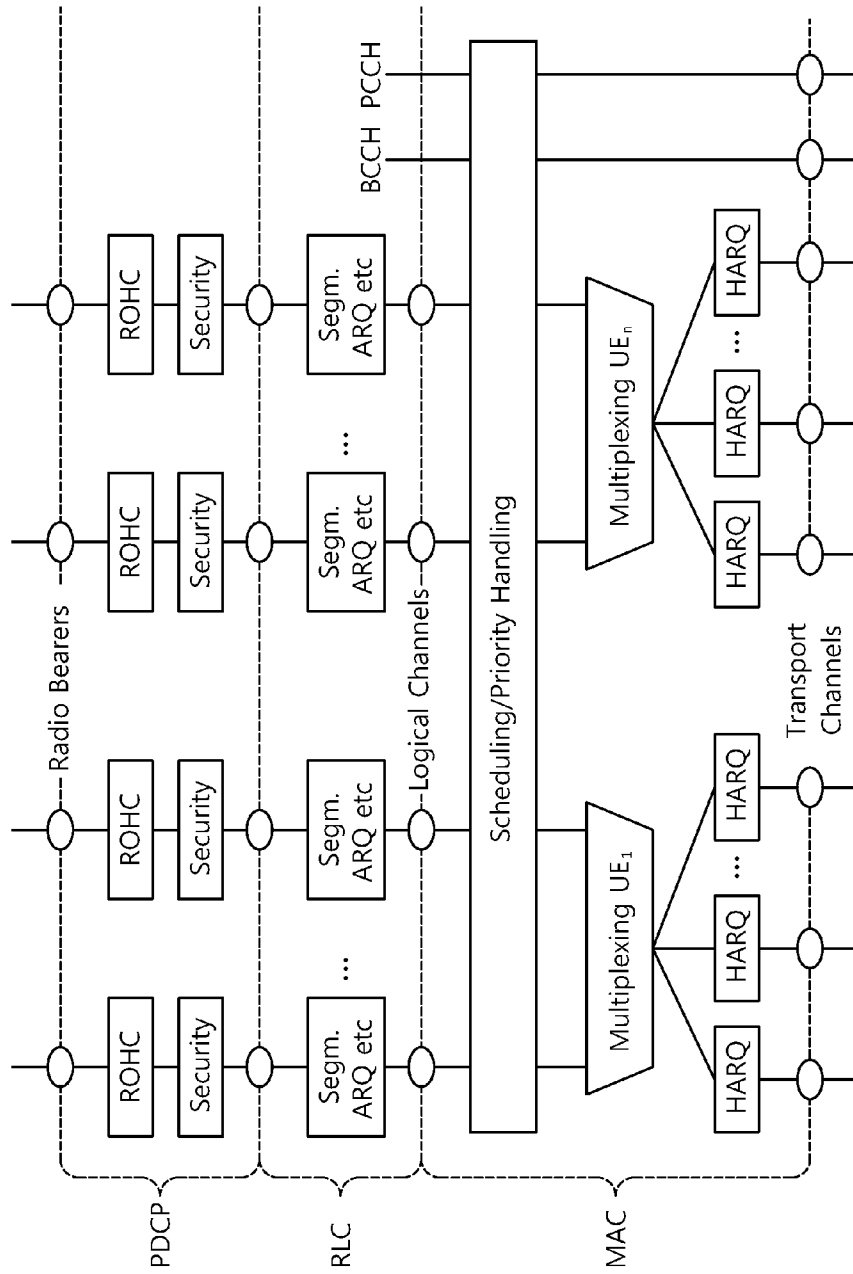 Radio Bearers
PDCP
ROHC
ROHC
ROHC
ROHC
Security
Security
Security
Security
RLC
Segm.
ARQ etc
...
Segm.
ARQ etc
Segm.
ARQ etc
...
Segm.
ARQ etc
BCCH
PCCH
Logical Channels
MAC
Scheduling/Priority Handling
Multiplexing UE1
Multiplexing UEn
HARQ
HARQ
...
HARQ
HARQ
HARQ
...
HARQ
Transport
Channels